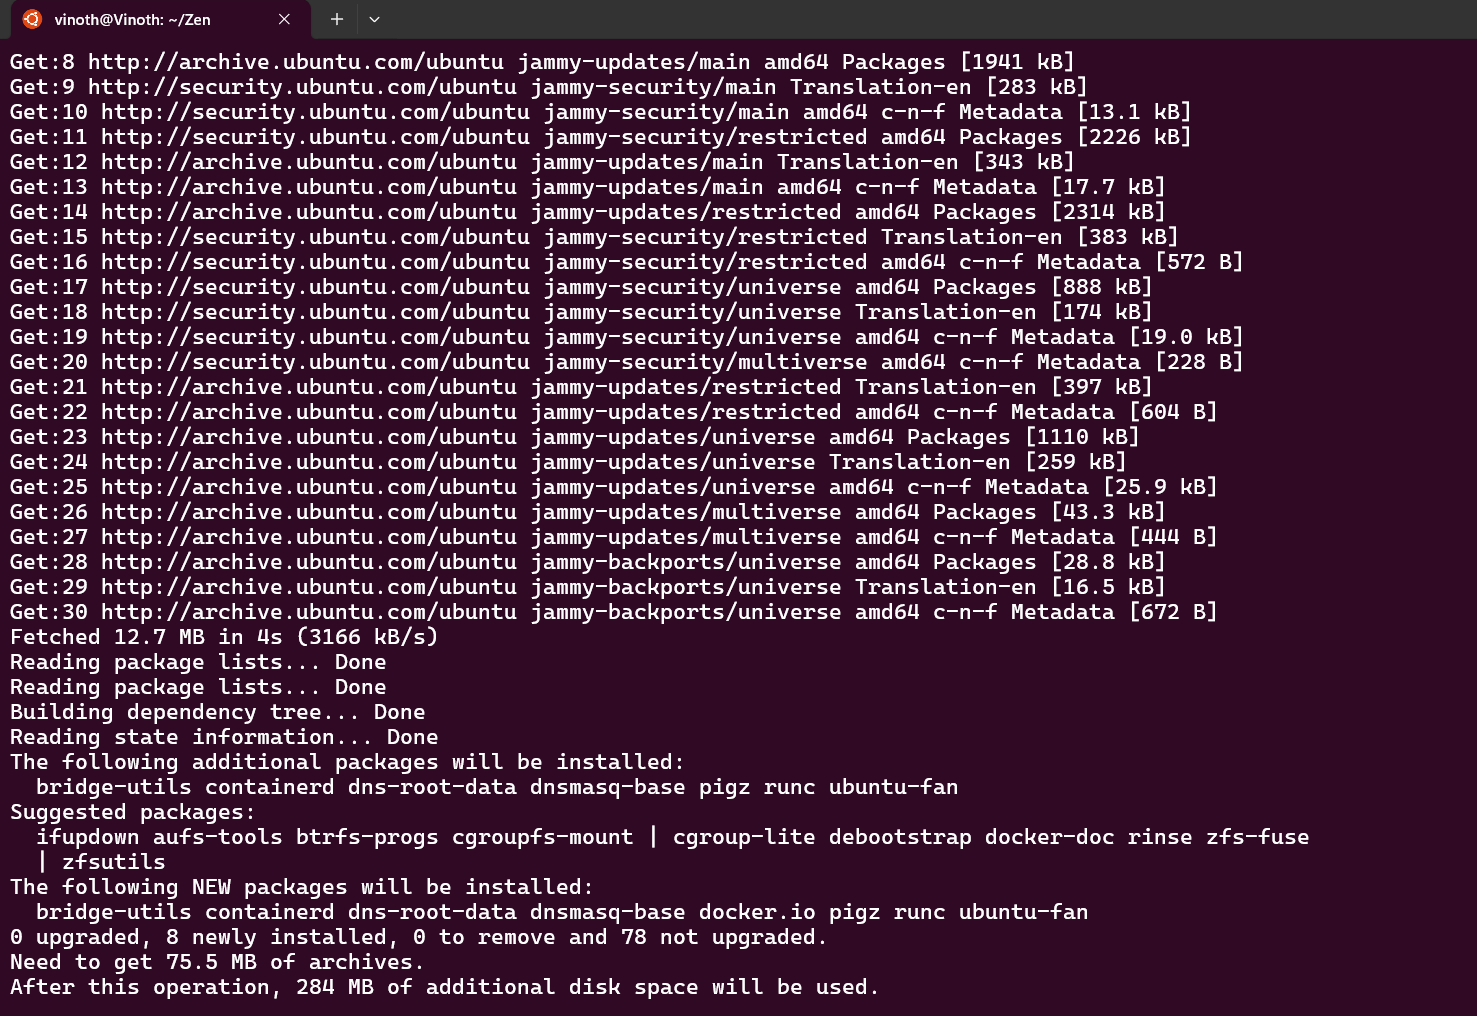 vinoth@Vinoth: ~/Zen
Get:8 http://archive.ubuntu.com/ubuntu jammy-updates/main amd64 Packages [1941 kB]
Get:9 http://security.ubuntu.com/ubuntu jammy-security/main Translation-en [283 kB]
Get:10 http://security.ubuntu.com/ubuntu jammy-security/main amd64 c-n-f Metadata [13.1 kB]
Get:11 http://security.ubuntu.com/ubuntu jammy-security/restricted amd64 Packages [2226 kB]
Get:12 http://archive.ubuntu.com/ubuntu jammy-updates/main Translation-en [343 kB]
Get:13 http://archive.ubuntu.com/ubuntu jammy-updates/main amd64 c-n-f Metadata [17.7 kB]
Get:14 http://archive.ubuntu.com/ubuntu jammy-updates/restricted amd64 Packages [2314 kB]
Get:15 http://security.ubuntu.com/ubuntu jammy-security/restricted Translation-en [383 kB]
Get:16 http://security.ubuntu.com/ubuntu jammy-security/restricted amd64 c-n-f Metadata [572 B]
Get:17 http://security.ubuntu.com/ubuntu jammy-security/universe amd64 Packages [888 kB]
Get:18 http://security.ubuntu.com/ubuntu jammy-security/universe Translation-en [174 kB]
Get:19 http://security.ubuntu.com/ubuntu jammy-security/universe amd64 c-n-f Metadata [19.0 kB]
Get:20 http://security.ubuntu.com/ubuntu jammy-security/multiverse amd64 c-n-f Metadata [228 B]
Get:21 http://archive.ubuntu.com/ubuntu jammy-updates/restricted Translation-en [397 kB]
Get:22 http://archive.ubuntu.com/ubuntu jammy-updates/restricted amd64 c-n-f Metadata [604 B]
Get:23 http://archive.ubuntu.com/ubuntu jammy-updates/universe amd64 Packages [1110 kB]
Get:24 http://archive.ubuntu.com/ubuntu jammy-updates/universe Translation-en [259 kB]
Get:25 http://archive.ubuntu.com/ubuntu jammy-updates/universe amd64 c-n-f Metadata [25.9 kB]
Get:26 http://archive.ubuntu.com/ubuntu jammy-updates/multiverse amd64 Packages [43.3 kB]
Get:27 http://archive.ubuntu.com/ubuntu jammy-updates/multiverse amd64 c-n-f Metadata [444 B]
Get:28 http://archive.ubuntu.com/ubuntu jammy-backports/universe amd64 Packages [28.8 kB]
Get:29 http://archive.ubuntu.com/ubuntu jammy-backports/universe Translation-en [16.5 kB]
Get:30 http://archive.ubuntu.com/ubuntu jammy-backports/universe amd64 c-n-f Metadata [672 B]
Fetched 12.7 MB in 4s (3166 kB/s)
Reading package lists... Done
Reading package lists... Done
Building dependency tree... Done
Reading state information... Done
The following additional packages will be installed:
  bridge-utils containerd dns-root-data dnsmasq-base pigz runc ubuntu-fan
Suggested packages:
  ifupdown aufs-tools btrfs-progs cgroupfs-mount | cgroup-lite debootstrap docker-doc rinse zfs-fuse
  | zfsutils
The following NEW packages will be installed:
  bridge-utils containerd dns-root-data dnsmasq-base docker.io pigz runc ubuntu-fan
0 upgraded, 8 newly installed, 0 to remove and 78 not upgraded.
Need to get 75.5 MB of archives.
After this operation, 284 MB of additional disk space will be used.